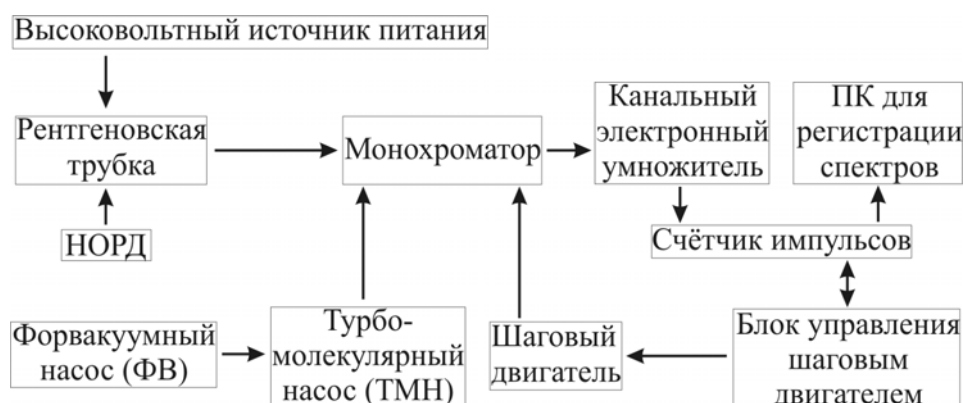 Высоковольтный источник питания
Рентгеновская
трубка
Монохроматор
Канальный
электронный
умножитель
ПК для
регистрации
спектров
НОРД
Счётчик импульсов
Форвакуумный
насос (ФВ)
Турбо-
молекулярный
насос (ТМН)
Шаговый
двигатель
Блок управления
шаговым
двигателем